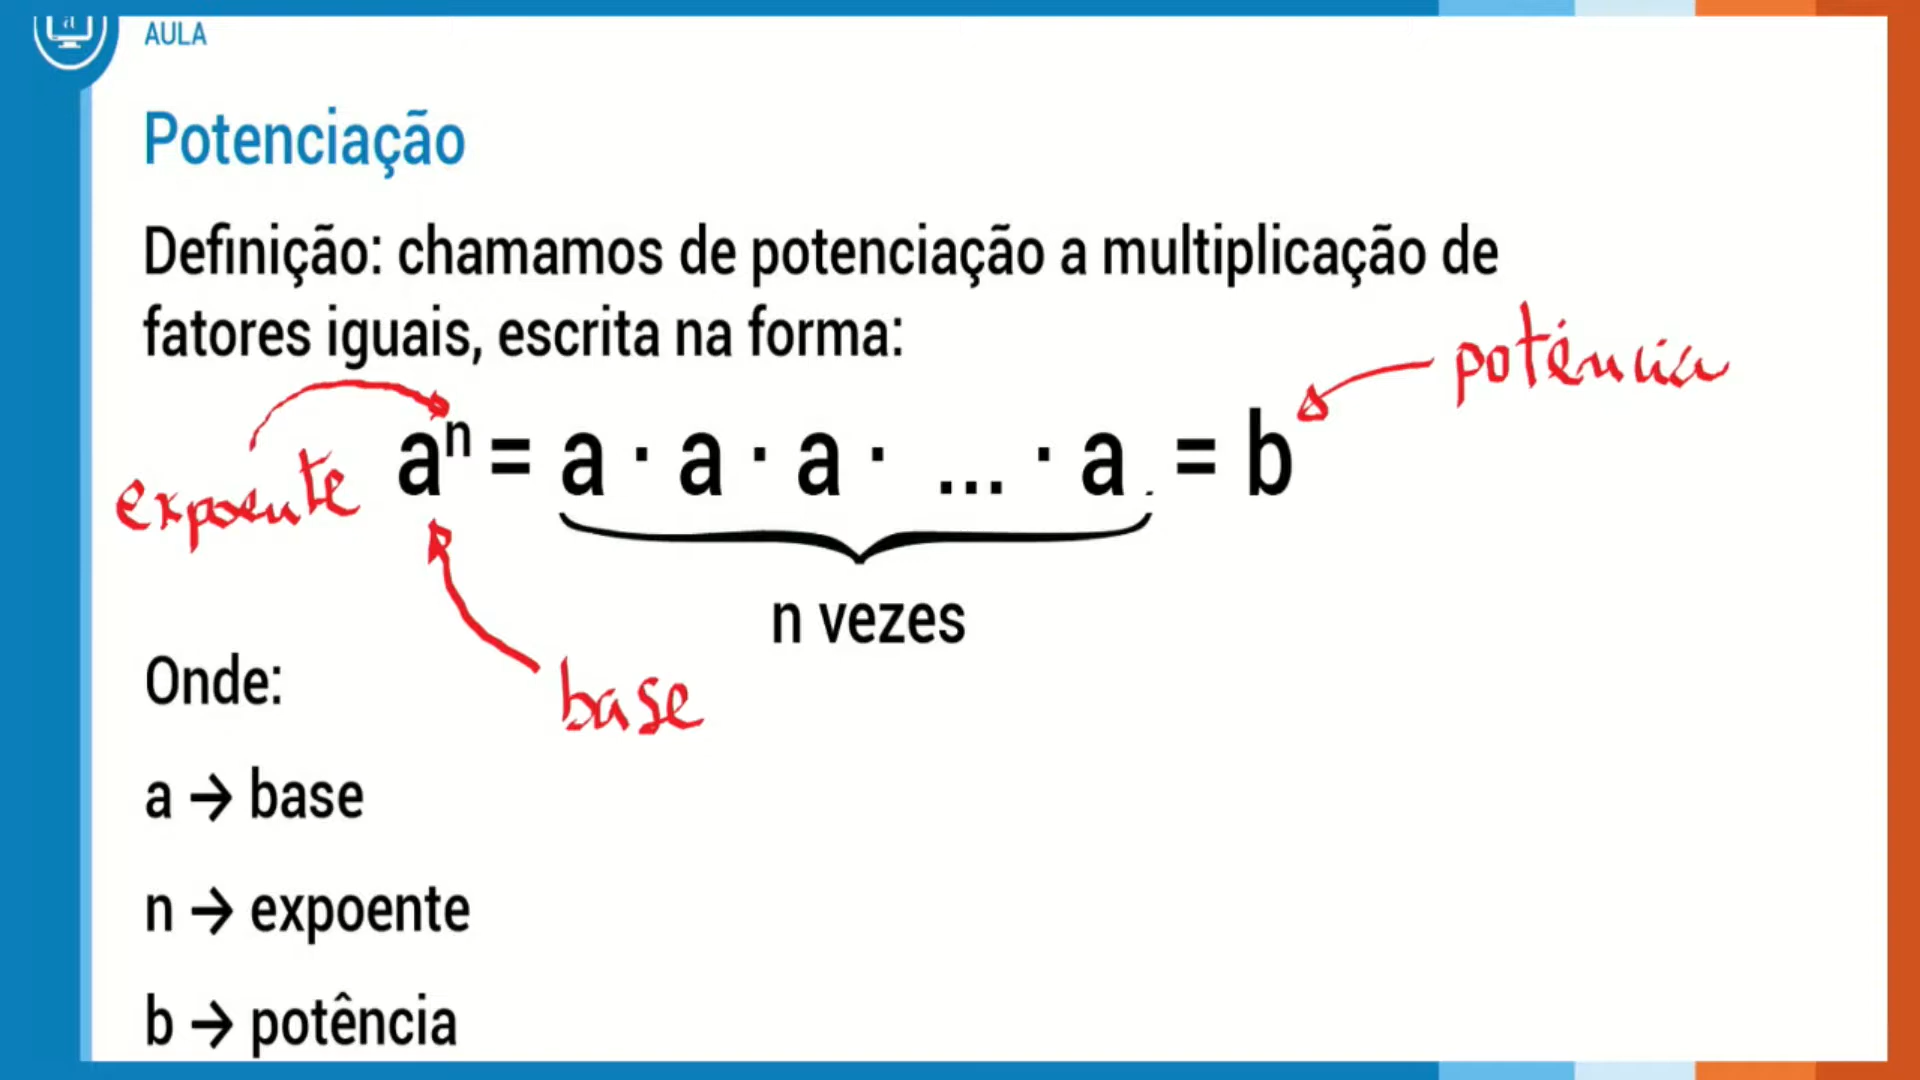 AULA
Potenciação
Definição: chamamos de potenciação a multiplicação de
fatores iguais, escrita na forma:
potência
expoente
aⁿ = a · a · a · ... · a = b
n vezes
base
Onde:
a → base
n → expoente
b → potência